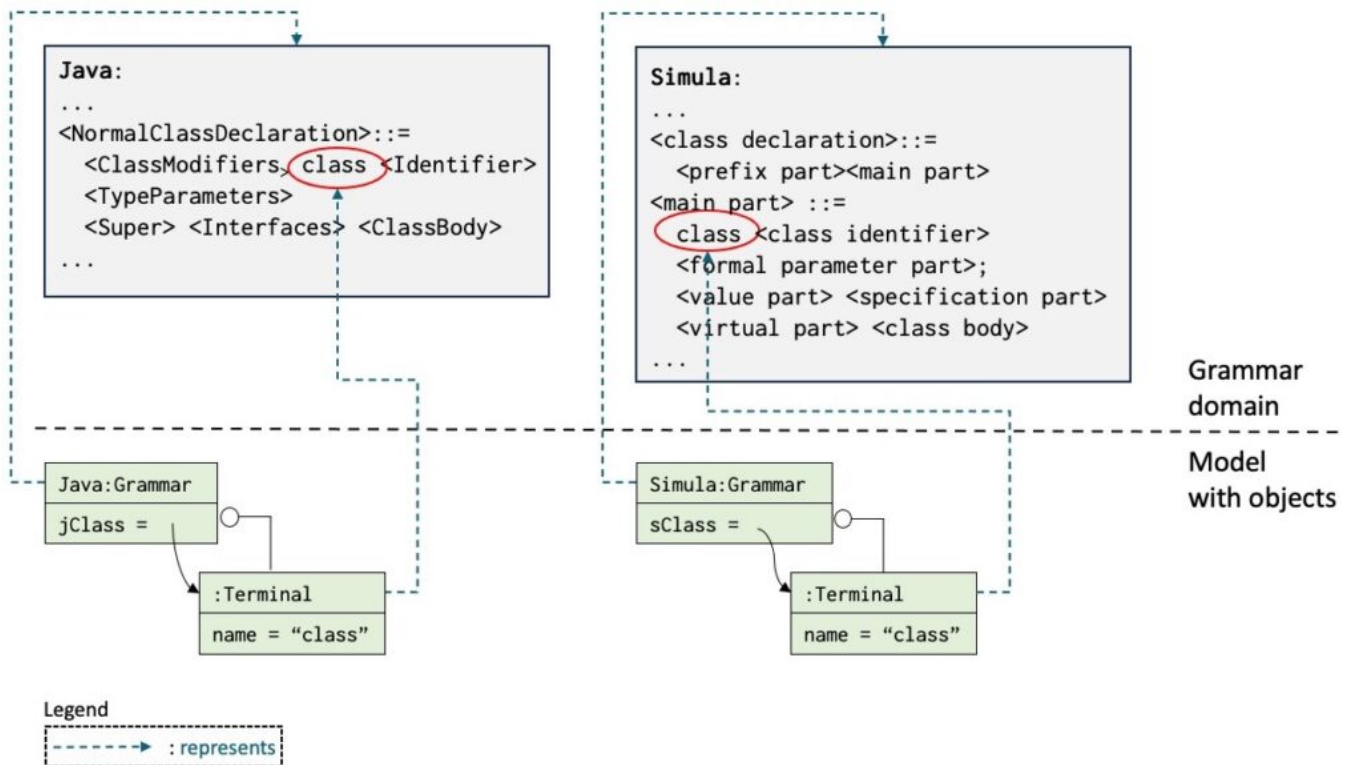 Java:
...
<NormalClassDeclaration>::=
<ClassModifiers> class <Identifier>
<TypeParameters>
<Super> <Interfaces> <ClassBody>
...
Simula:
...
<class declaration>::=
<prefix part><main part>
<main part> ::=
class <class identifier>
<formal parameter part>;
<value part> <specification part>
<virtual part> <class body>
...
Grammar
domain
Model
with objects
Java:Grammar
jClass =
:Terminal
name = “class”
Simula:Grammar
sClass =
:Terminal
name = “class”
Legend
: represents